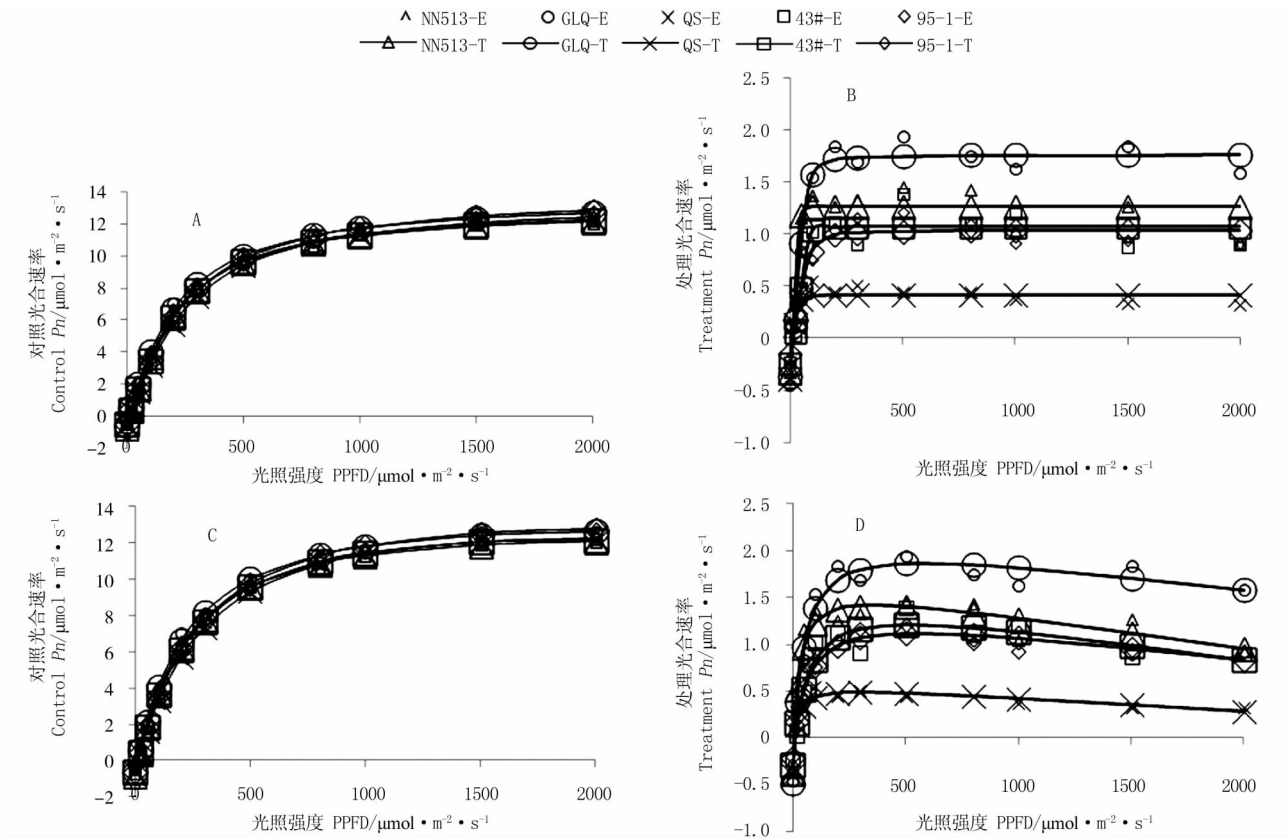 NN513-E GLQ-E QS-E 43#-E 95-1-E
NN513-T GLQ-T QS-T 43#-T 95-1-T
A
对照光合速率
Control Pn/μmol·m⁻²·s⁻¹
14
12
10
8
6
4
2
0
-2
0 500 1000 1500 2000
光照强度 PPFD/μmol·m⁻²·s⁻¹
B
处理光合速率
Treatment Pn/μmol·m⁻²·s⁻¹
2.5
2.0
1.5
1.0
0.5
0
-0.5
-1.0
500 1000 1500 2000
光照强度 PPFD/μmol·m⁻²·s⁻¹
C
对照光合速率
Control Pn/μmol·m⁻²·s⁻¹
14
12
10
8
6
4
2
0
-2
0 500 1000 1500 2000
光照强度 PPFD/μmol·m⁻²·s⁻¹
D
处理光合速率
Treatment Pn/μmol·m⁻²·s⁻¹
2.5
2.0
1.5
1.0
0.5
0
-0.5
-1.0
500 1000 1500 2000
光照强度 PPFD/μmol·m⁻²·s⁻¹